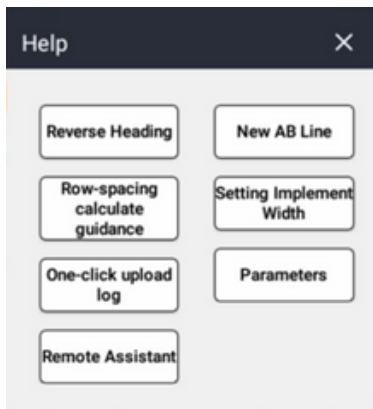 Help
Reverse Heading
New AB Line
Row-spacing
calculate
guidance
Setting Implement
Width
One-click upload
log
Parameters
Remote Assistant